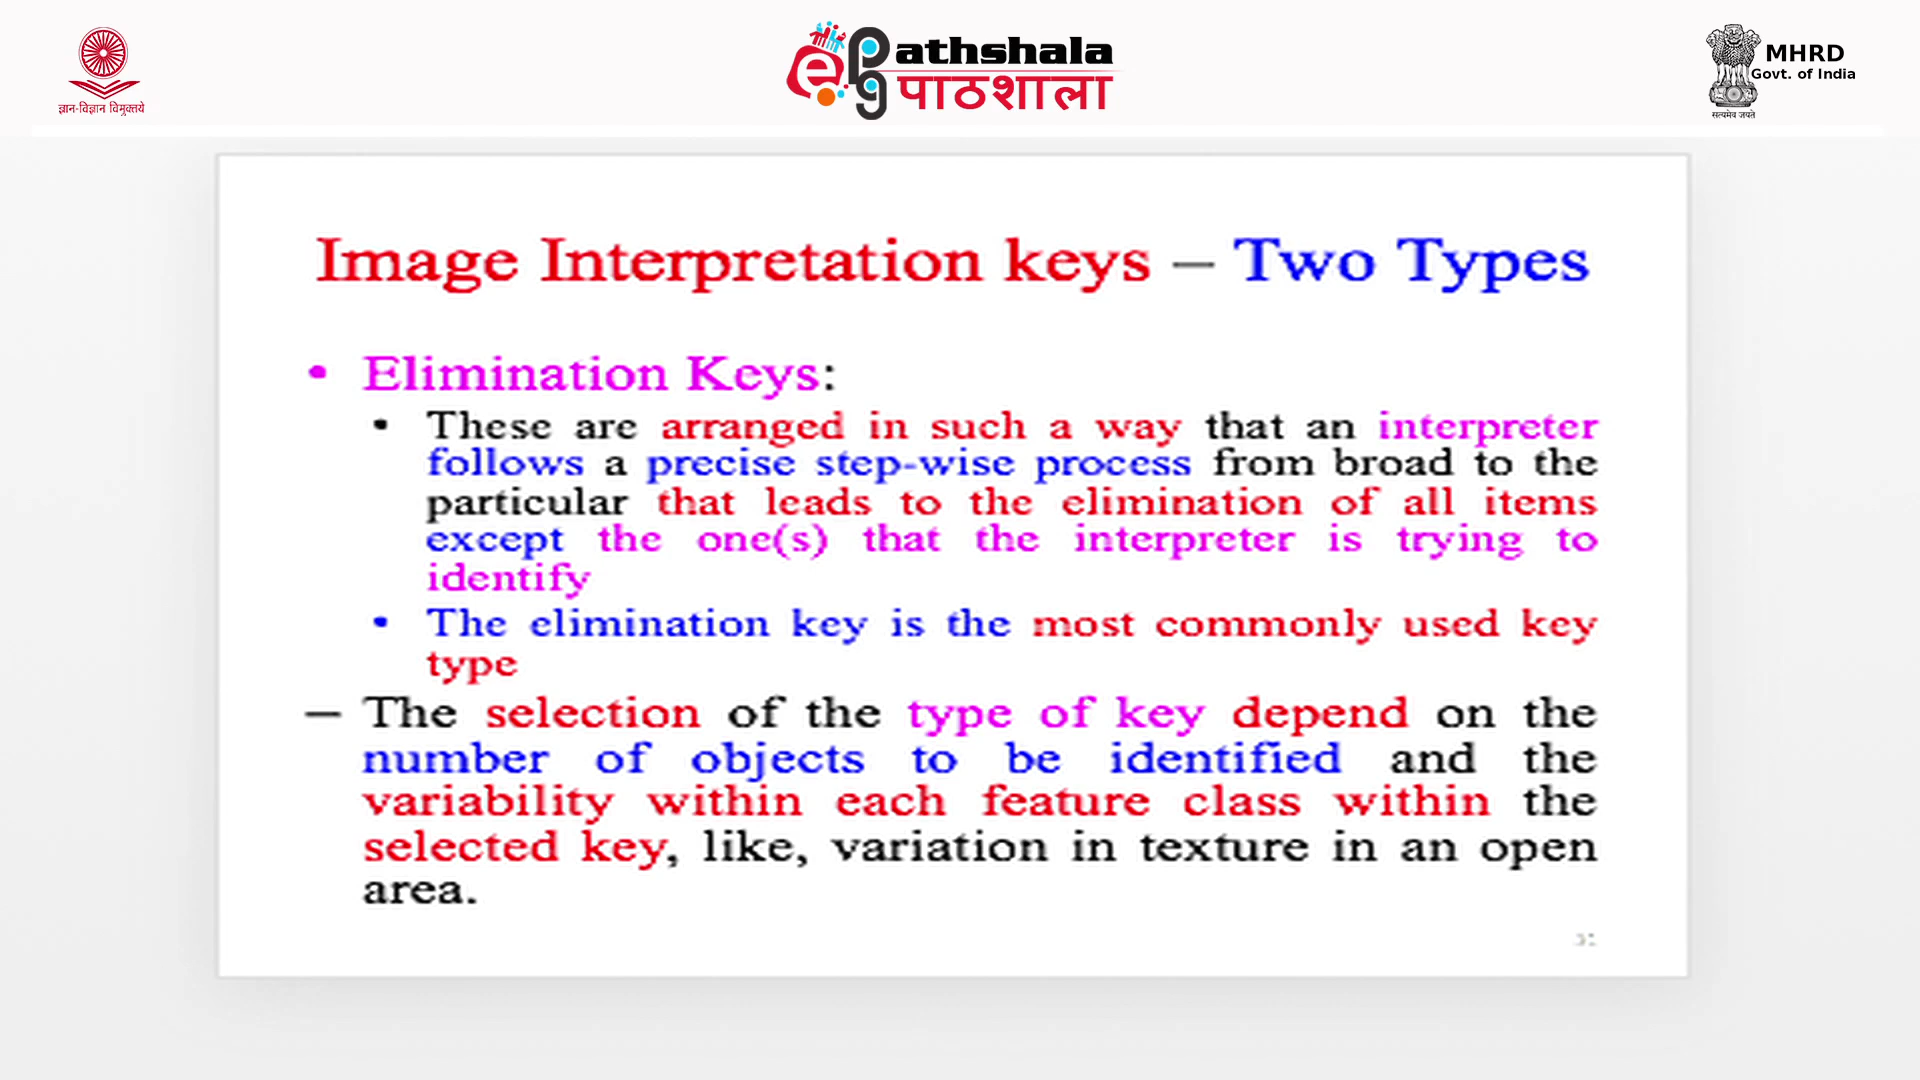 ज्ञान-विज्ञान विमुक्तये
e pg athshala
पाठशाला
MHRD
Govt. of India
सत्यमेव जयते
Image Interpretation keys – Two Types
• Elimination Keys:
• These are arranged in such a way that an interpreter
follows a precise step-wise process from broad to the
particular that leads to the elimination of all items
except the one(s) that the interpreter is trying to
identify
• The elimination key is the most commonly used key
type
– The selection of the type of key depend on the
number of objects to be identified and the
variability within each feature class within the
selected key, like, variation in texture in an open
area.